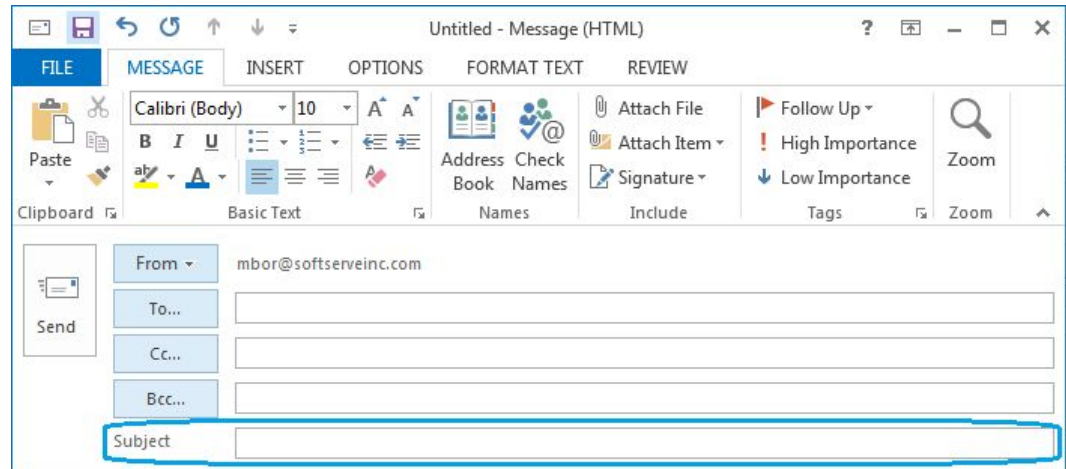 Untitled - Message (HTML) ?
FILE MESSAGE INSERT OPTIONS FORMAT TEXT REVIEW
Paste
Clipboard
Calibri (Body) 10 A A
B I U
aby A
Basic Text
Address Book
Check Names
Names
Attach File
Attach Item
Signature
Include
Follow Up
High Importance
Low Importance
Tags
Zoom
Zoom
Send
From mbor@softserveinc.com
To...
Cc...
Bcc...
Subject